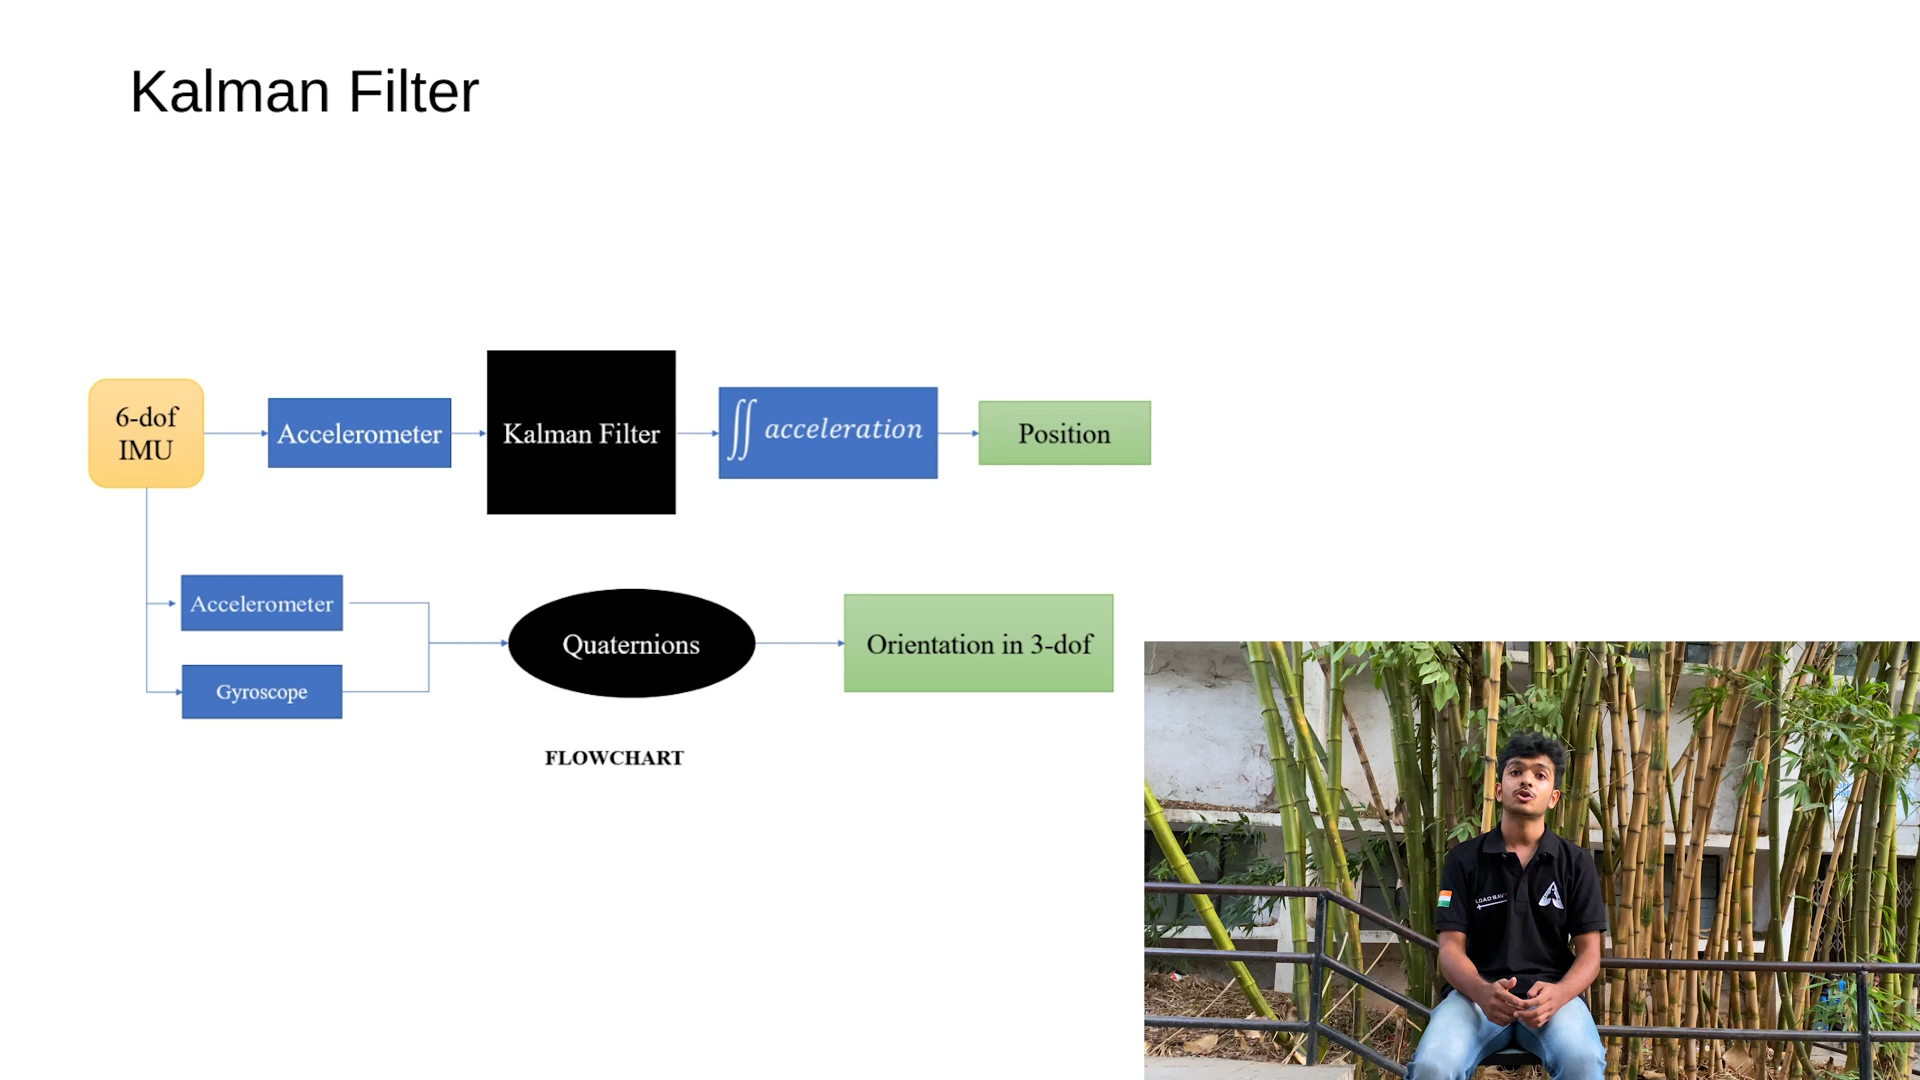 Kalman Filter
6-dof
IMU
Accelerometer
Kalman Filter
∬ acceleration
Position
Accelerometer
Gyroscope
Quaternions
Orientation in 3-dof
FLOWCHART